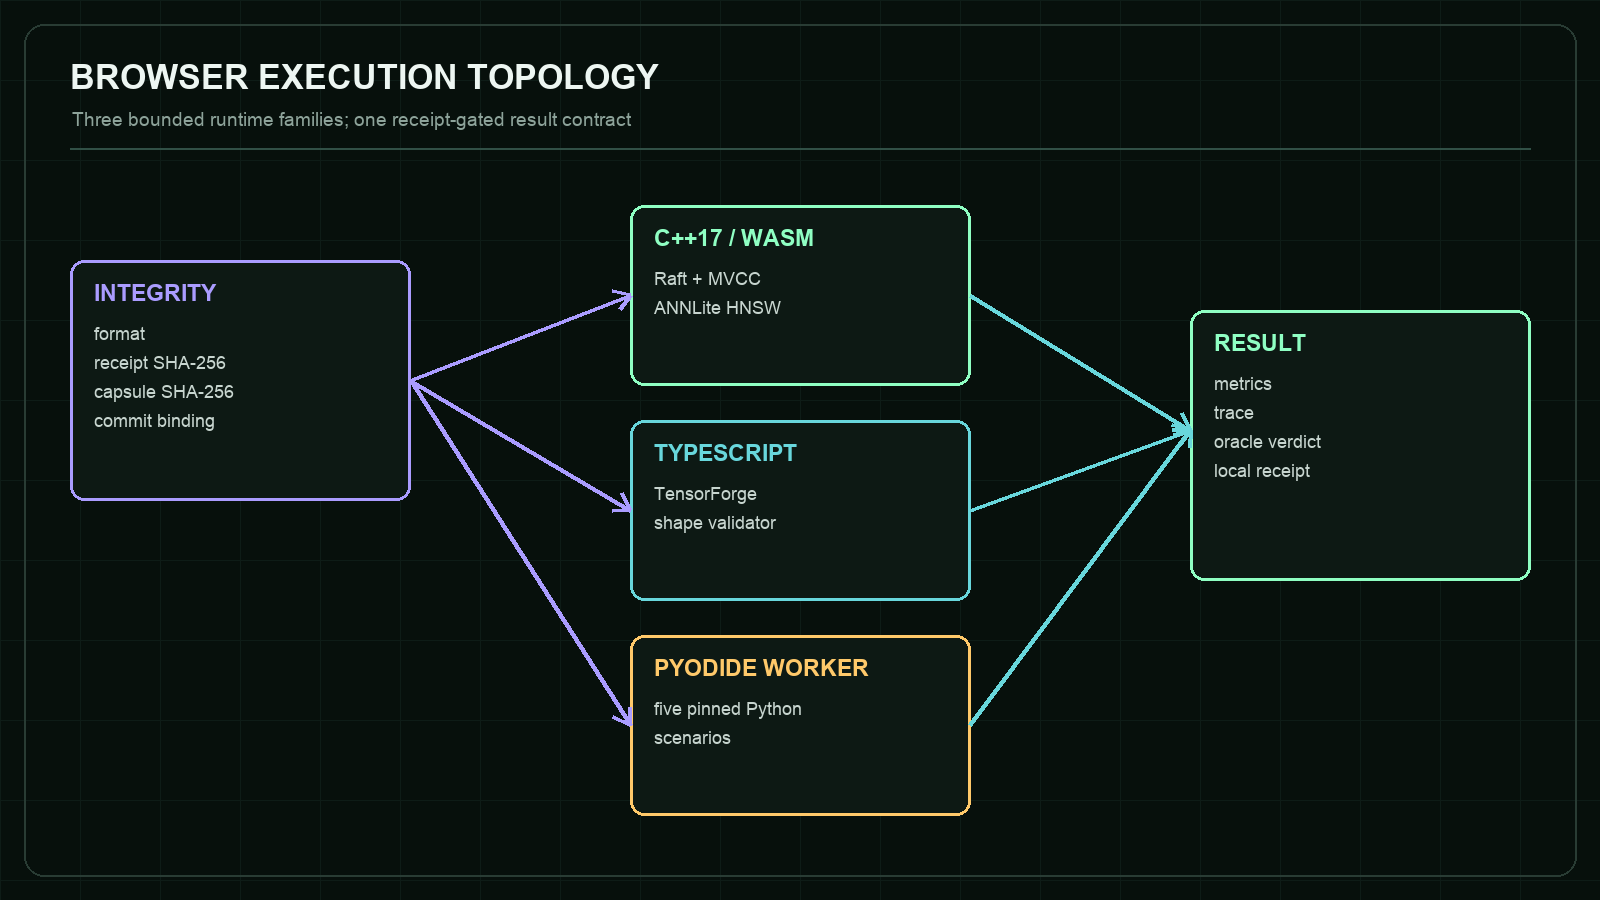 BROWSER EXECUTION TOPOLOGY
Three bounded runtime families; one receipt-gated result contract
INTEGRITY
format
receipt SHA-256
capsule SHA-256
commit binding
C++17 / WASM
Raft + MVCC
ANNLite HNSW
TYPESCRIPT
TensorForge
shape validator
PYODIDE WORKER
five pinned Python
scenarios
RESULT
metrics
trace
oracle verdict
local receipt